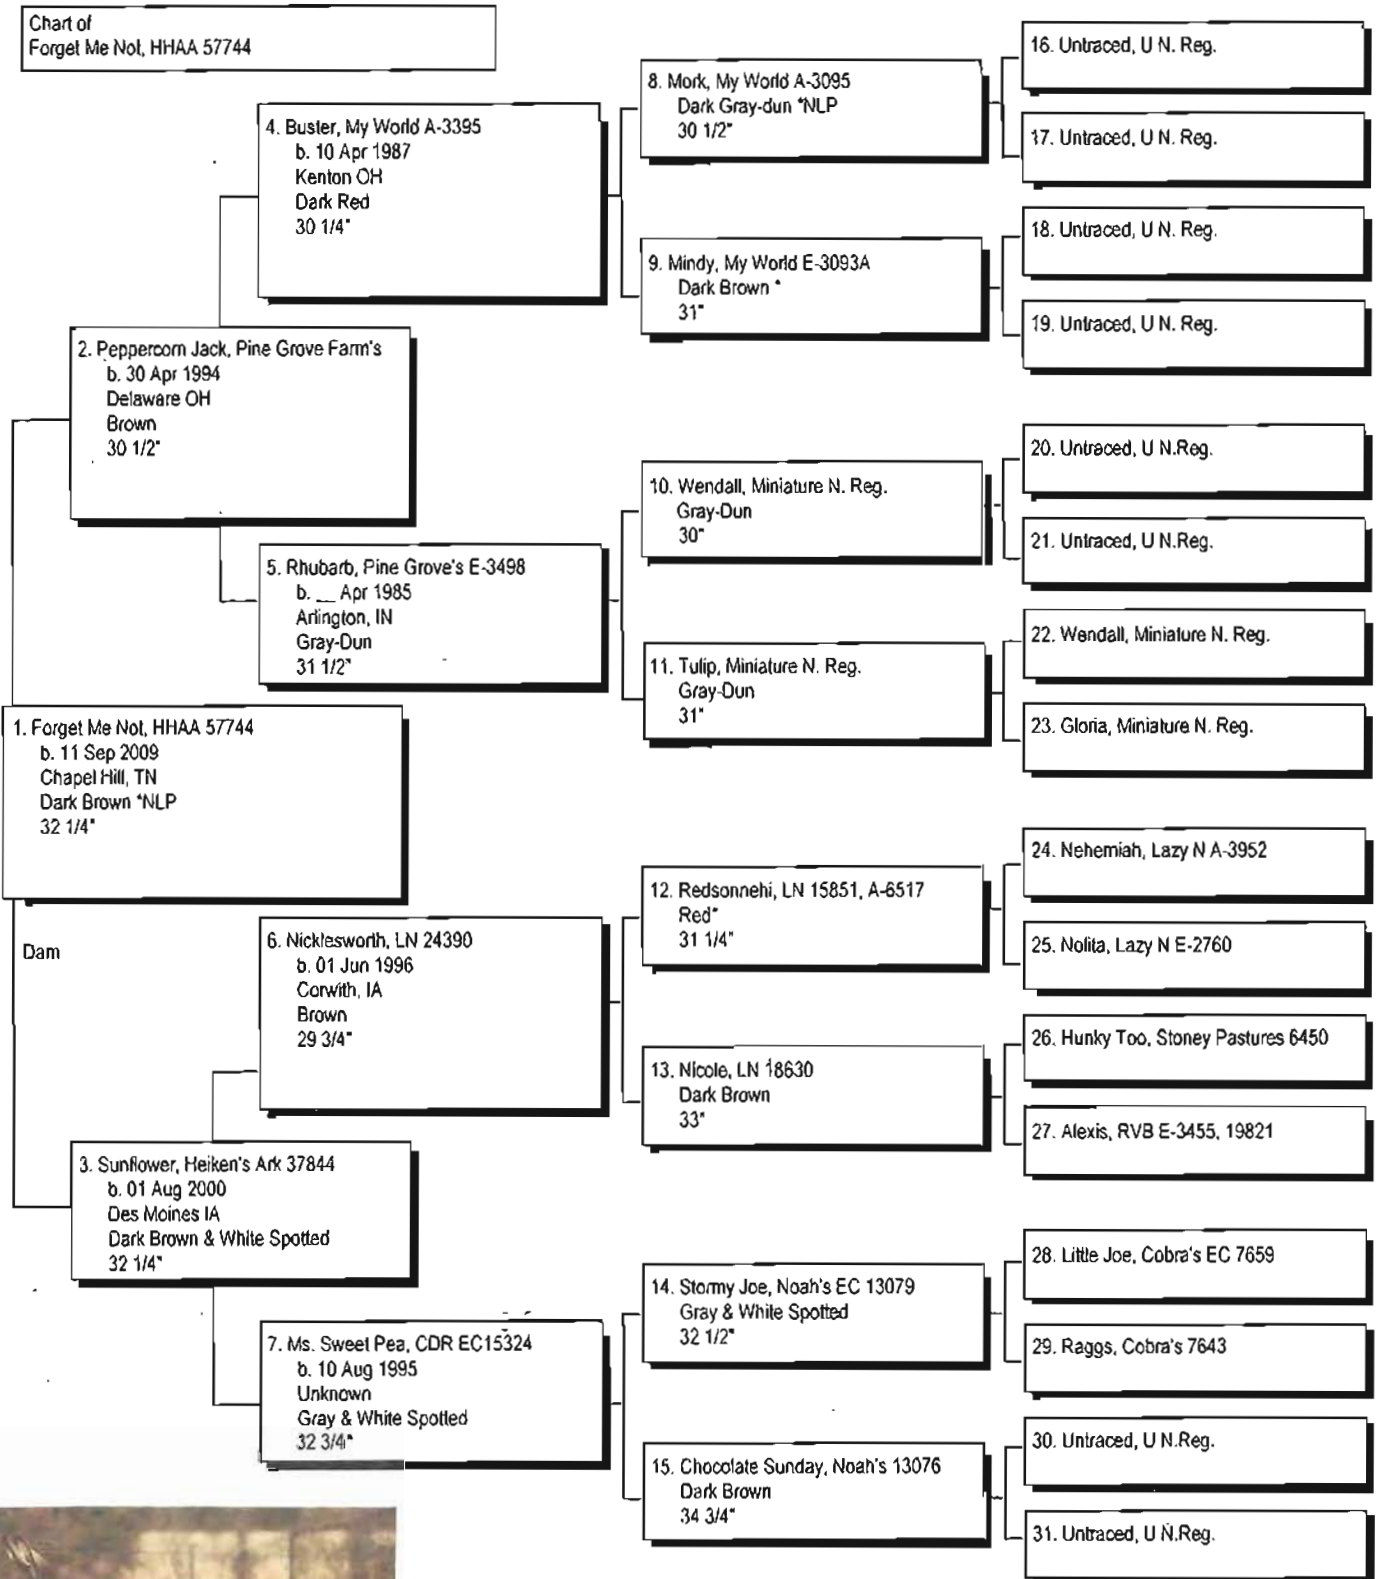 Chart of
Forget Me Not, HHAA 57744
1. Forget Me Not, HHAA 57744
b. 11 Sep 2009
Chapel Hill, TN
Dark Brown *NLP
32 1/4"
Dam
2. Peppercorn Jack, Pine Grove Farm's
b. 30 Apr 1994
Delaware OH
Brown
30 1/2"
3. Sunflower, Heiken's Ark 37844
b. 01 Aug 2000
Des Moines IA
Dark Brown & White Spotted
32 1/4"
4. Buster, My World A-3395
b. 10 Apr 1987
Kenton OH
Dark Red
30 1/4"
5. Rhubarb, Pine Grove's E-3498
b. __ Apr 1985
Arlington, IN
Gray-Dun
31 1/2"
6. Nicklesworth, LN 24390
b. 01 Jun 1996
Corwith, IA
Brown
29 3/4"
7. Ms. Sweet Pea, CDR EC15324
b. 10 Aug 1995
Unknown
Gray & White Spotted
32 3/4"
8. Mork, My World A-3095
Dark Gray-dun *NLP
30 1/2"
9. Mindy, My World E-3093A
Dark Brown *
31"
10. Wendall, Miniature N. Reg.
Gray-Dun
30"
11. Tulip, Miniature N. Reg.
Gray-Dun
31"
12. Redsonnehi, LN 15851, A-6517
Red*
31 1/4"
13. Nicole, LN 18630
Dark Brown
33"
14. Stormy Joe, Noah's EC 13079
Gray & White Spotted
32 1/2"
15. Chocolate Sunday, Noah's 13076
Dark Brown
34 3/4"
16. Untraced, U N. Reg.
17. Untraced, U N. Reg.
18. Untraced, U N. Reg.
19. Untraced, U N. Reg.
20. Untraced, U N.Reg.
21. Untraced, U N.Reg.
22. Wendall, Miniature N. Reg.
23. Gloria, Miniature N. Reg.
24. Nehemiah, Lazy N A-3952
25. Nolita, Lazy N E-2760
26. Hunky Too, Stoney Pastures 6450
27. Alexis, RVB E-3455, 19821
28. Little Joe, Cobra's EC 7659
29. Raggs, Cobra's 7643
30. Untraced, U N.Reg.
31. Untraced, U N.Reg.